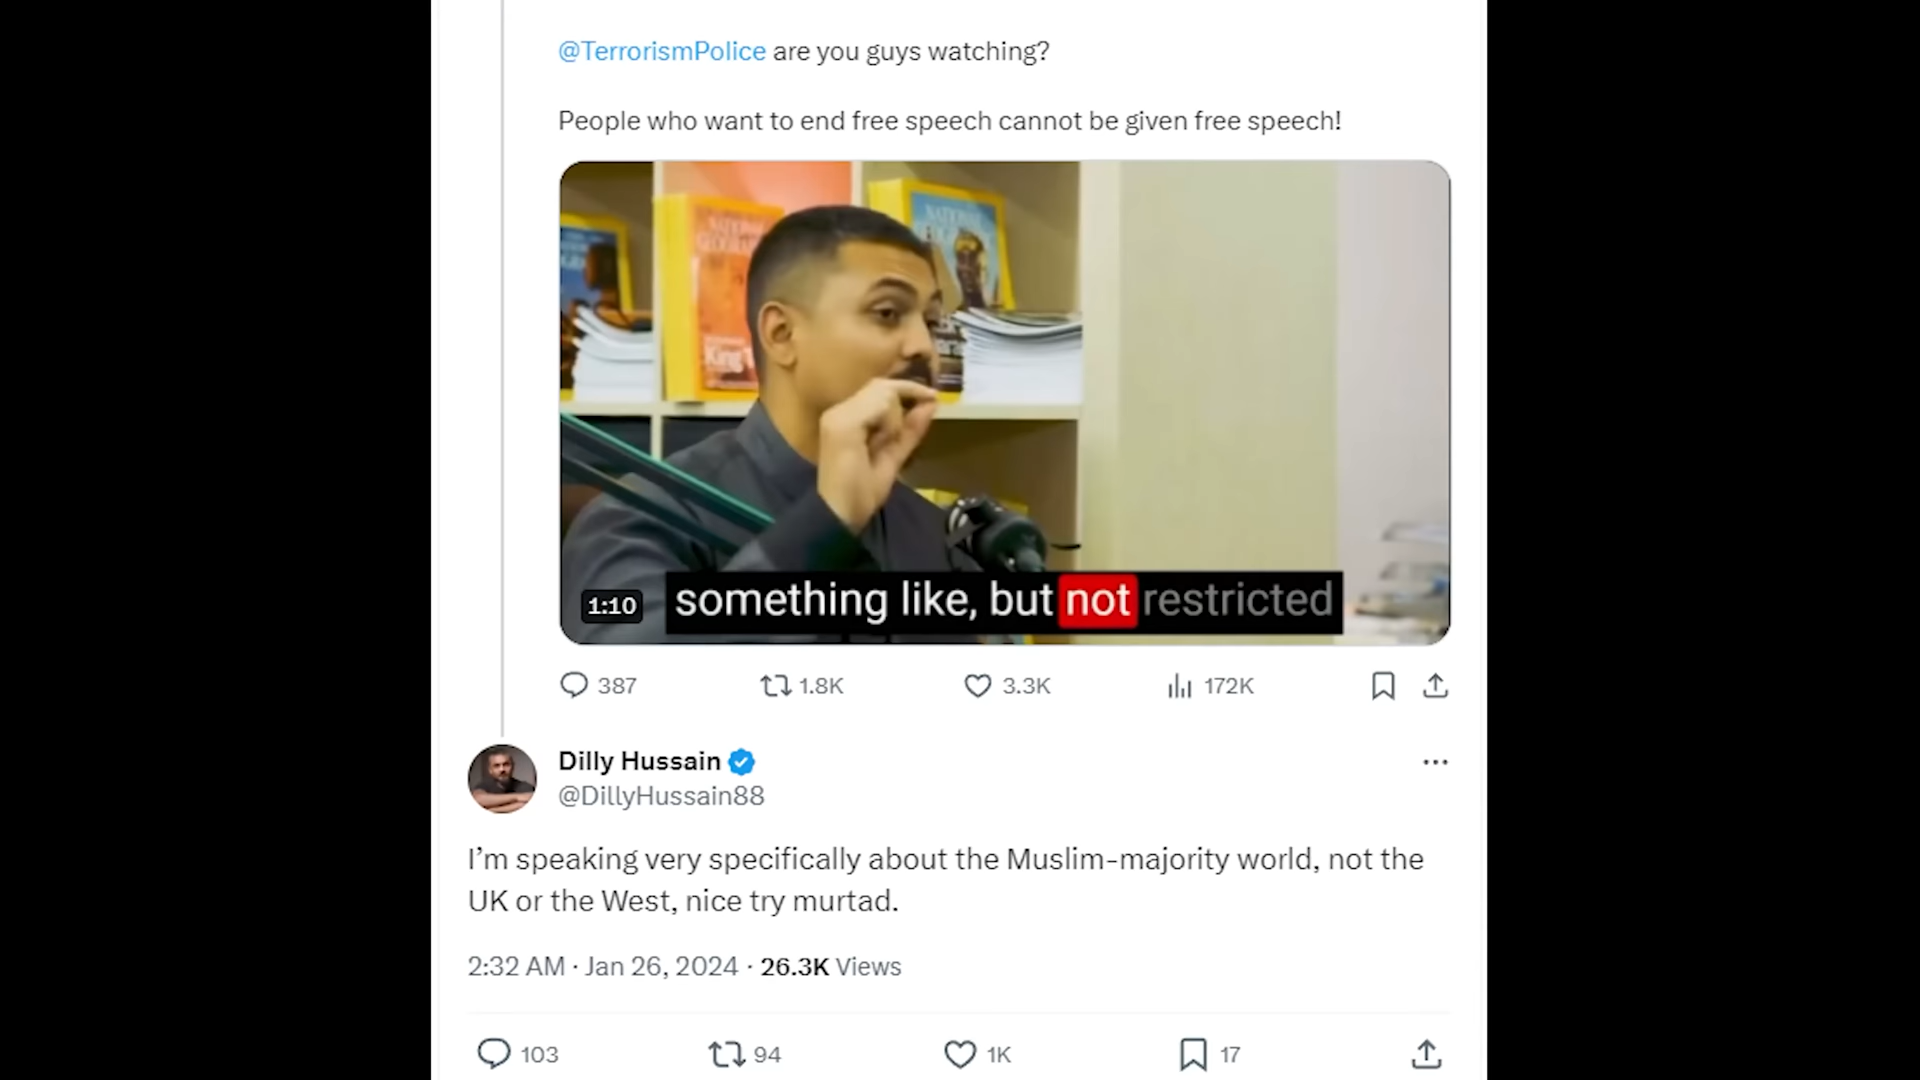 @TerrorismPolice are you guys watching?
People who want to end free speech cannot be given free speech!
NATIONAL
GEOGRAPHIC
King T
1:10
something like, but not restricted
387
1.8K
3.3K
172K
Dilly Hussain
@DillyHussain88
I’m speaking very specifically about the Muslim-majority world, not the
UK or the West, nice try murtad.
2:32 AM · Jan 26, 2024 · 26.3K Views
103
94
1K
17